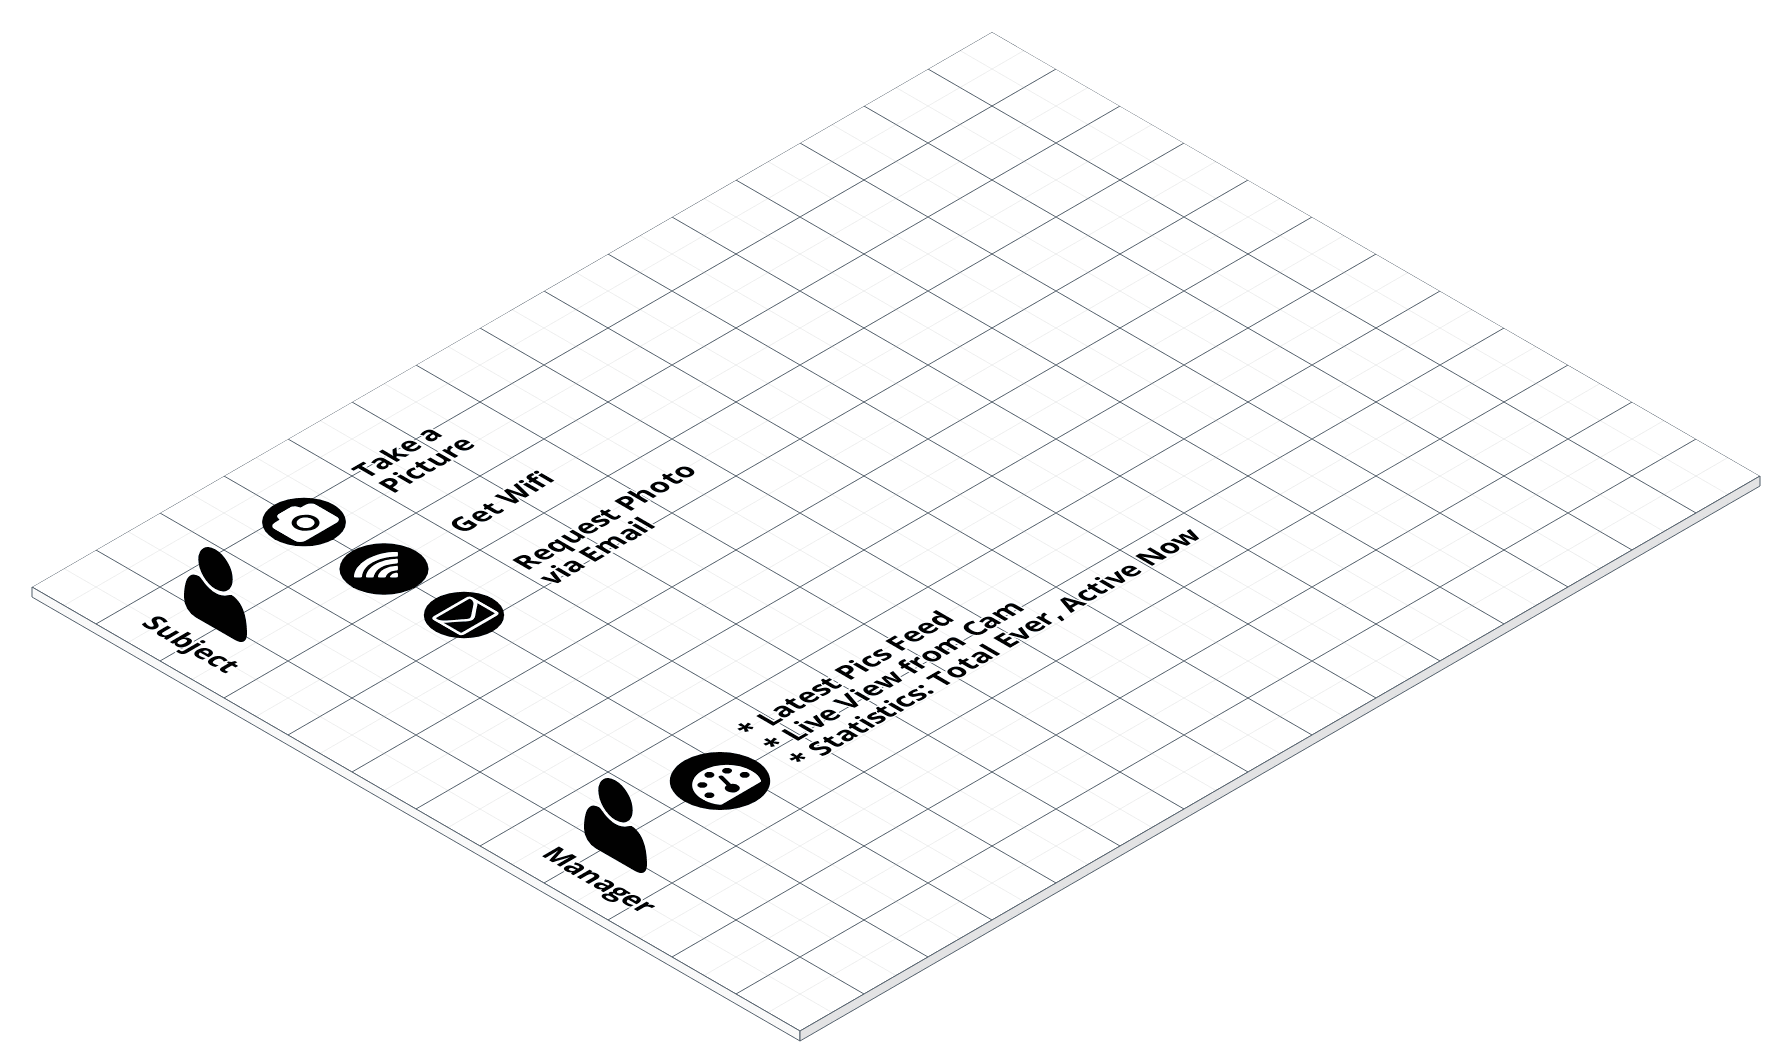 Take a
Picture
Get Wifi
Request Photo
via Email
Subject
* Latest Pics Feed
* Live View from Cam
* Statistics: Total Ever, Active Now
Manager